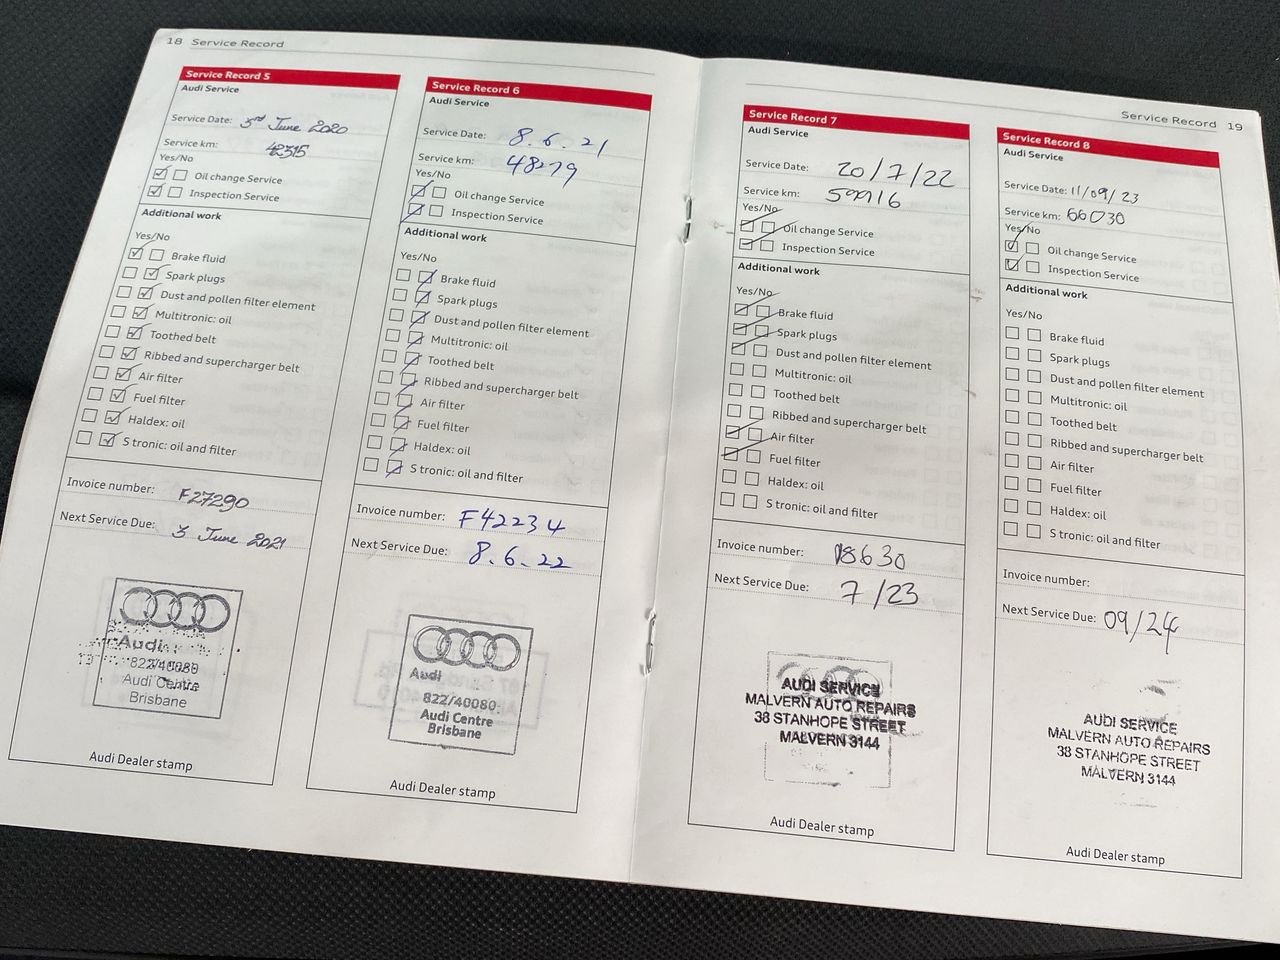 18 Service Record
Service Record 5
Audi Service
Service Date: 3rd June 2020
Service km: 42315
Yes/No
Oil change Service
Inspection Service
Additional work
Yes/No
Brake fluid
Spark plugs
Dust and pollen filter element
Multitronic: oil
Toothed belt
Ribbed and supercharger belt
Air filter
Fuel filter
Haldex: oil
S tronic: oil and filter
Invoice number: F27290
Next Service Due: 3 June 2021
Audi
822/40080
Audi Centre
Brisbane
Audi Dealer stamp
Service Record 6
Audi Service
Service Date: 8.6.21
Service km: 48279
Yes/No
Oil change Service
Inspection Service
Additional work
Yes/No
Brake fluid
Spark plugs
Dust and pollen filter element
Multitronic: oil
Toothed belt
Ribbed and supercharger belt
Air filter
Fuel filter
Haldex: oil
S tronic: oil and filter
Invoice number: F42234
Next Service Due: 8.6.22
Audi
822/40080
Audi Centre
Brisbane
Audi Dealer stamp
Service Record 19
Service Record 7
Audi Service
Service Date: 20/7/22
Service km:
Yes/No
Oil change Service
Inspection Service
Additional work
Yes/No
Brake fluid
Spark plugs
Dust and pollen filter element
Multitronic: oil
Toothed belt
Ribbed and supercharger belt
Air filter
Fuel filter
Haldex: oil
S tronic: oil and filter
Invoice number: 18630
Next Service Due: 7/23
AUDI SERVICE
MALVERN AUTO REPAIRS
38 STANHOPE STREET
MALVERN 3144
Audi Dealer stamp
Service Record 8
Audi Service
Service Date: 11/09/23
Service km: 66030
Yes/No
Oil change Service
Inspection Service
Additional work
Yes/No
Brake fluid
Spark plugs
Dust and pollen filter element
Multitronic: oil
Toothed belt
Ribbed and supercharger belt
Air filter
Fuel filter
Haldex: oil
S tronic: oil and filter
Invoice number:
Next Service Due: 09/24
AUDI SERVICE
MALVERN AUTO REPAIRS
38 STANHOPE STREET
MALVERN 3144
Audi Dealer stamp